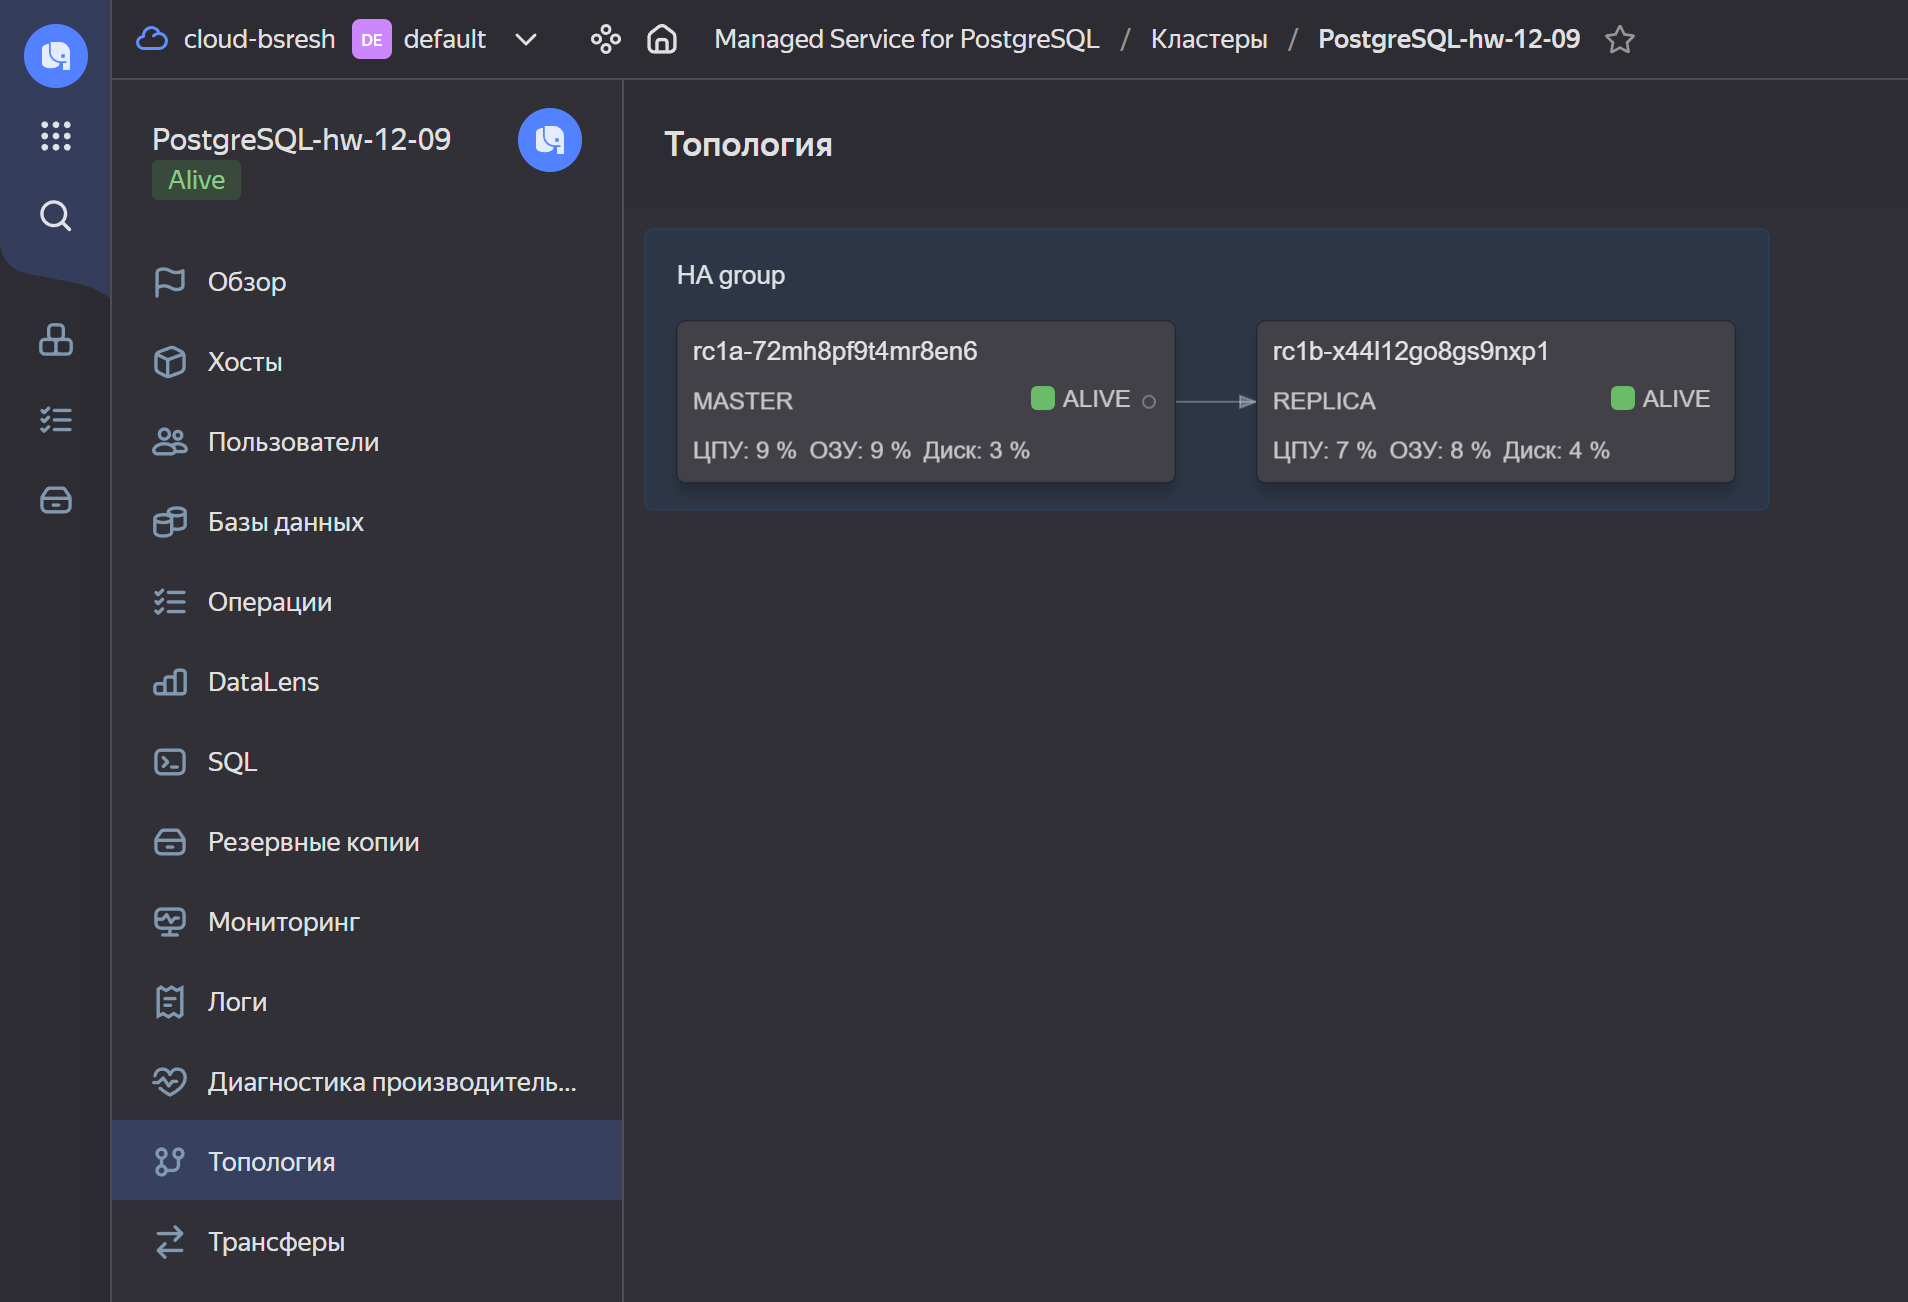 cloud-bsresh DE default Managed Service for PostgreSQL / Кластеры / PostgreSQL-hw-12-09
PostgreSQL-hw-12-09
Alive
Обзор
Хосты
Пользователи
Базы данных
Операции
DataLens
SQL
Резервные копии
Мониторинг
Логи
Диагностика производитель...
Топология
Трансферы
Топология
HA group
rc1a-72mh8pf9t4mr8en6
MASTER ALIVE
ЦПУ: 9 % ОЗУ: 9 % Диск: 3 %
rc1b-x44l12go8gs9nxp1
REPLICA ALIVE
ЦПУ: 7 % ОЗУ: 8 % Диск: 4 %